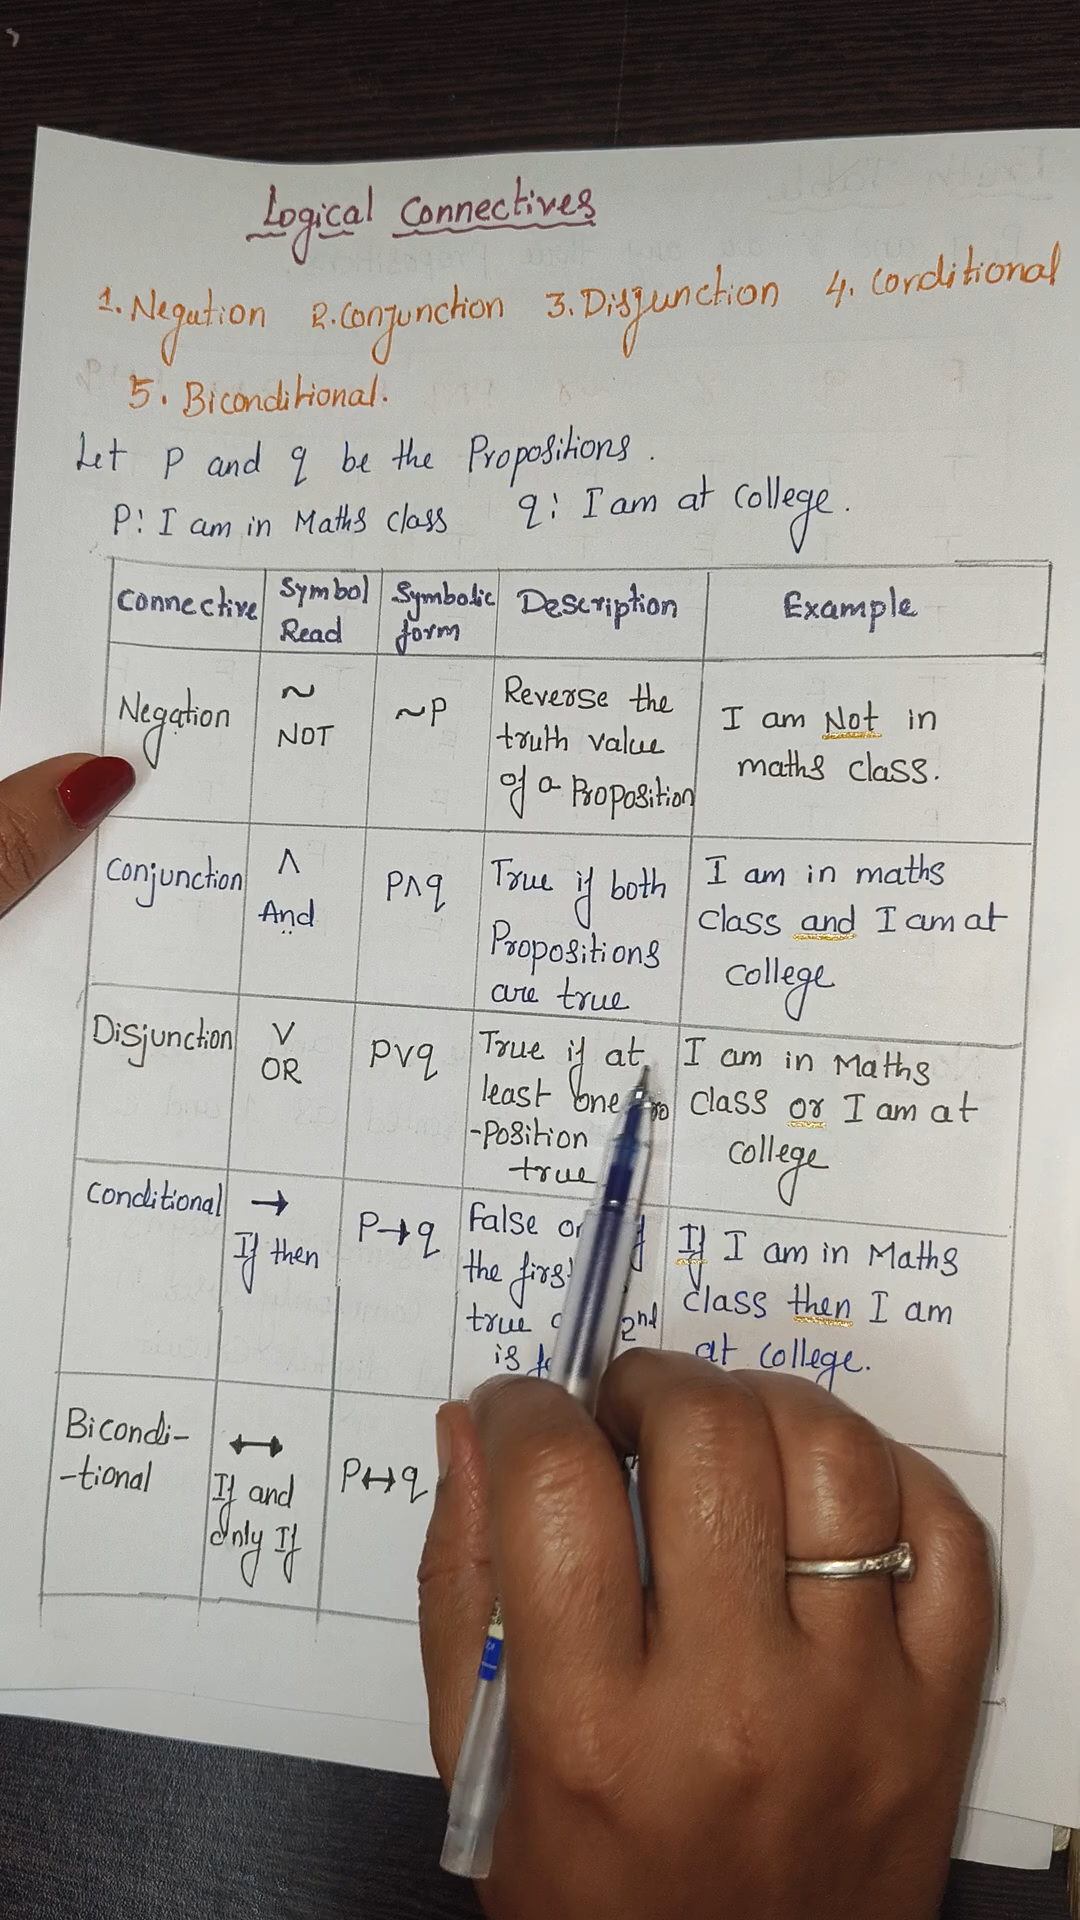 Logical Connectives
1. Negation 2. Conjunction 3. Disjunction 4. Conditional
5. Biconditional.
Let P and q be the Propositions.
P: I am in Maths class q: I am at college.
Connective
Symbol
Read
Symbolic
form
Description
Example
Negation
~
NOT
~P
Reverse the
truth value
of a Proposition
I am Not in
maths class.
Conjunction
∧
And
P∧q
True if both
Propositions
are true
I am in maths
class and I am at
college
Disjunction
∨
OR
P∨q
True if at
least one
-Position
true
I am in Maths
class or I am at
college
Conditional
→
If then
P→q
False
the
true 2nd
is
If I am in Maths
class then I am
at college.
Bicondi-
-tional
↔
If and
only If
P↔q